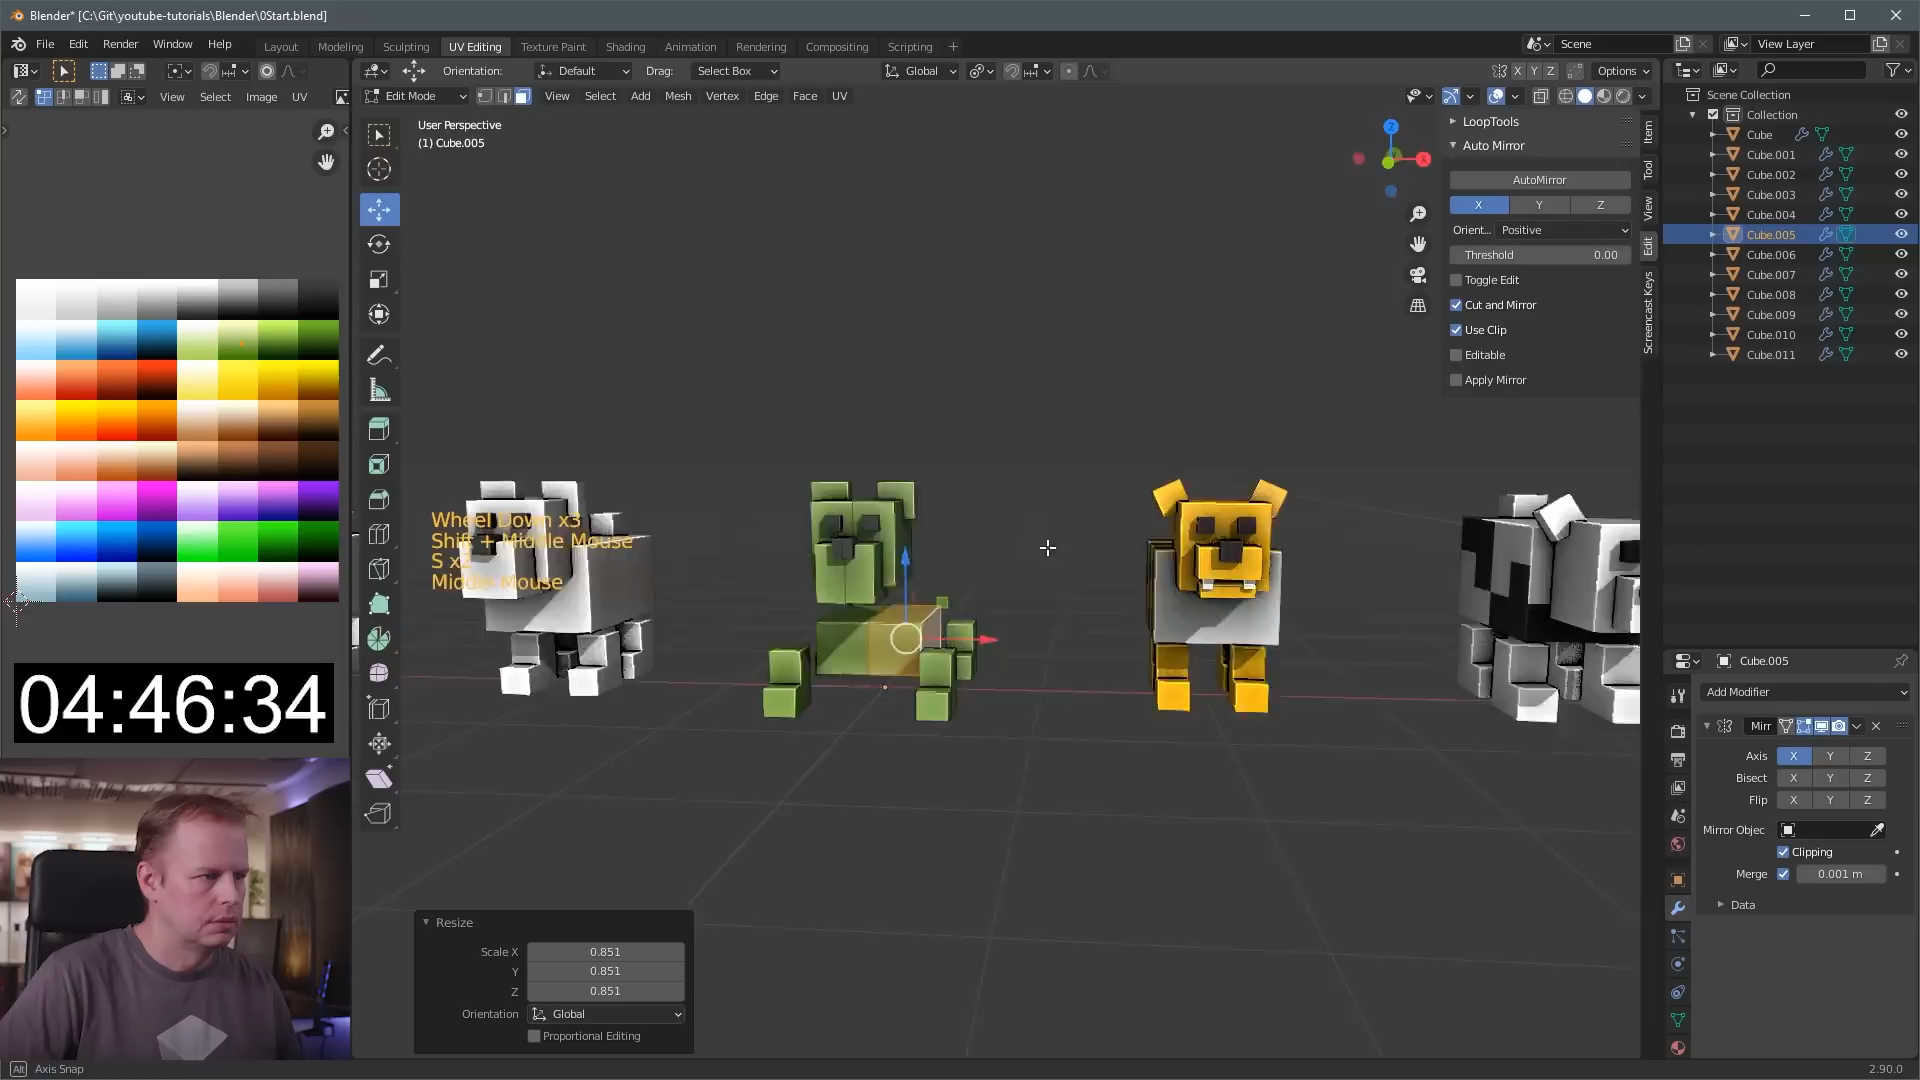 Blender* [C:\Git\youtube-tutorials\Blender\0Start.blend]
File Edit Render Window Help
Layout Modeling Sculpting UV Editing Texture Paint Shading Animation Rendering Compositing Scripting +
Scene
View Layer
Orientation: Default Drag: Select Box
Global
X Y Z Options
View Select Image UV
Edit Mode
View Select Add Mesh Vertex Edge Face UV
User Perspective
(1) Cube.005
Z
X
LoopTools
Auto Mirror
AutoMirror
X Y Z
Orient... Positive
Threshold 0.00
Toggle Edit
Cut and Mirror
Use Clip
Editable
Apply Mirror
Item
Tool
View
Edit
Screencast Keys
Scene Collection
Collection
Cube
Cube.001
Cube.002
Cube.003
Cube.004
Cube.005
Cube.006
Cube.007
Cube.008
Cube.009
Cube.010
Cube.011
Wheel Down x3
Shift + Middle Mouse
Middle Mouse
04:46:34
Cube.005
Add Modifier
Mirr
Axis X Y Z
Bisect X Y Z
Flip X Y Z
Mirror Objec
Clipping
Merge 0.001 m
Data
Resize
Scale X 0.851
Y 0.851
Z 0.851
Orientation Global
Proportional Editing
Alt Axis Snap
2.90.0